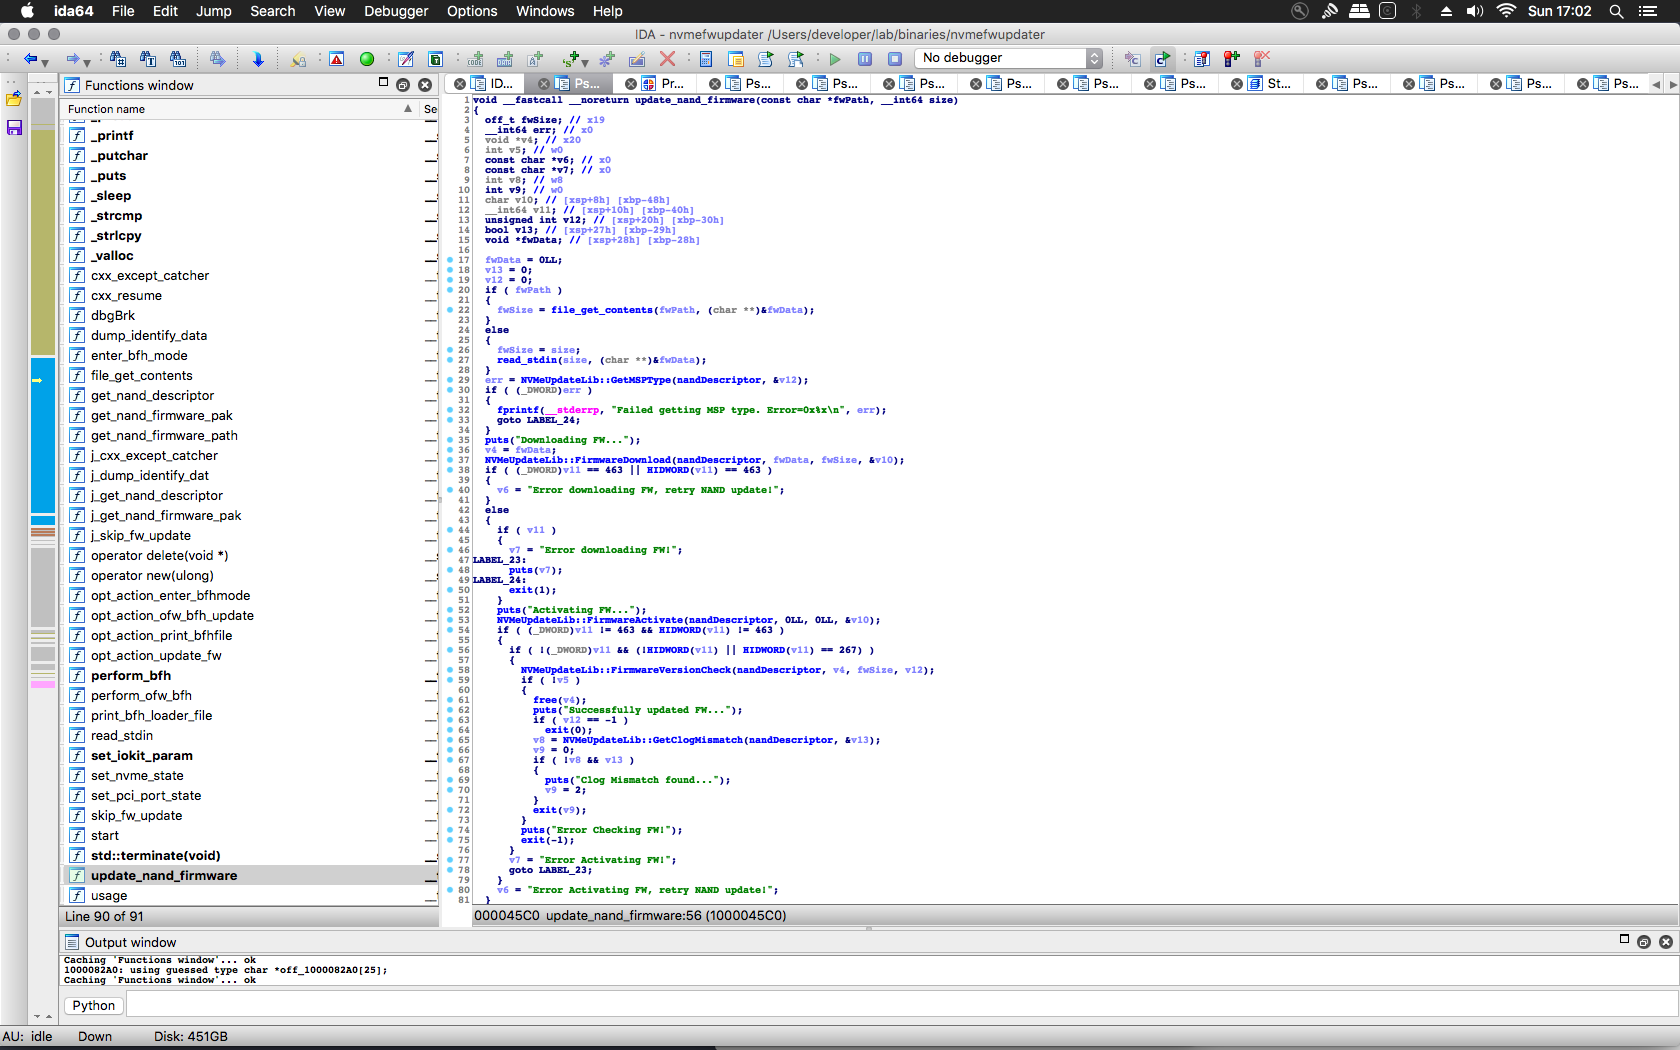 ida64 File Edit Jump Search View Debugger Options Windows Help Sun 17:02
IDA - nvmefwupdater /Users/developer/lab/binaries/nvmefwupdater
No debugger
Functions window
ID... Ps... Pr... Ps... Ps... Ps... Ps... Ps... Ps... St... Ps... Ps... Ps... Ps...
Function name Se
_printf
_putchar
_puts
_sleep
_strcmp
_strlcpy
_valloc
cxx_except_catcher
cxx_resume
dbgBrk
dump_identify_data
enter_bfh_mode
file_get_contents
get_nand_descriptor
get_nand_firmware_pak
get_nand_firmware_path
j_cxx_except_catcher
j_dump_identify_dat
j_get_nand_descriptor
j_get_nand_firmware_pak
j_skip_fw_update
operator delete(void *)
operator new(ulong)
opt_action_enter_bfhmode
opt_action_ofw_bfh_update
opt_action_print_bfhfile
opt_action_update_fw
perform_bfh
perform_ofw_bfh
print_bfh_loader_file
read_stdin
set_iokit_param
set_nvme_state
set_pci_port_state
skip_fw_update
start
std::terminate(void)
update_nand_firmware
usage
Line 90 of 91
1 void __fastcall __noreturn update_nand_firmware(const char *fwPath, __int64 size)
2 {
3 off_t fwSize; // x19
4 __int64 err; // x0
5 void *v4; // x20
6 int v5; // w0
7 const char *v6; // x0
8 const char *v7; // x0
9 int v8; // w8
10 int v9; // w0
11 char v10; // [xsp+8h] [xbp-48h]
12 __int64 v11; // [xsp+10h] [xbp-40h]
13 unsigned int v12; // [xsp+20h] [xbp-30h]
14 bool v13; // [xsp+27h] [xbp-29h]
15 void *fwData; // [xsp+28h] [xbp-28h]
16
17 fwData = 0LL;
18 v13 = 0;
19 v12 = 0;
20 if ( fwPath )
21 {
22 fwSize = file_get_contents(fwPath, (char **)&fwData);
23 }
24 else
25 {
26 fwSize = size;
27 read_stdin(size, (char **)&fwData);
28 }
29 err = NVMeUpdateLib::GetMSPType(nandDescriptor, &v12);
30 if ( (_DWORD)err )
31 {
32 fprintf(__stderrp, "Failed getting MSP type. Error=0x%x\n", err);
33 goto LABEL_24;
34 }
35 puts("Downloading FW...");
36 v4 = fwData;
37 NVMeUpdateLib::FirmwareDownload(nandDescriptor, fwData, fwSize, &v10);
38 if ( (_DWORD)v11 == 463 || HIDWORD(v11) == 463 )
39 {
40 v6 = "Error downloading FW, retry NAND update!";
41 }
42 else
43 {
44 if ( v11 )
45 {
46 v7 = "Error downloading FW!";
47 LABEL_23:
48 puts(v7);
49 LABEL_24:
50 exit(1);
51 }
52 puts("Activating FW...");
53 NVMeUpdateLib::FirmwareActivate(nandDescriptor, 0LL, 0LL, &v10);
54 if ( (_DWORD)v11 != 463 && HIDWORD(v11) != 463 )
55 {
56 if ( !(_DWORD)v11 && (!HIDWORD(v11) || HIDWORD(v11) == 267) )
57 {
58 NVMeUpdateLib::FirmwareVersionCheck(nandDescriptor, v4, fwSize, v12);
59 if ( !v5 )
60 {
61 free(v4);
62 puts("Successfully updated FW...");
63 if ( v12 == -1 )
64 exit(0);
65 v8 = NVMeUpdateLib::GetClogMismatch(nandDescriptor, &v13);
66 v9 = 0;
67 if ( !v8 && v13 )
68 {
69 puts("Clog Mismatch found...");
70 v9 = 2;
71 }
72 exit(v9);
73 }
74 puts("Error Checking FW!");
75 exit(-1);
76 }
77 v7 = "Error Activating FW!";
78 goto LABEL_23;
79 }
80 v6 = "Error Activating FW, retry NAND update!";
81 }
000045C0 update_nand_firmware:56 (1000045C0)
Output window
Caching 'Functions window'... ok
1000082A0: using guessed type char *off_1000082A0[25];
Caching 'Functions window'... ok
Python
AU: idle Down Disk: 451GB